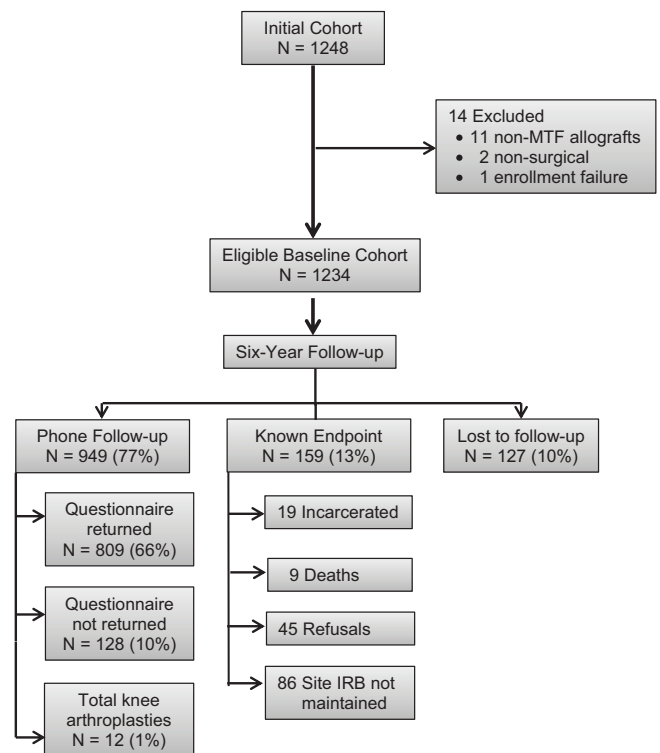 Initial Cohort
N = 1248
14 Excluded
• 11 non-MTF allografts
• 2 non-surgical
• 1 enrollment failure
Eligible Baseline Cohort
N = 1234
Six-Year Follow-up
Phone Follow-up
N = 949 (77%)
Known Endpoint
N = 159 (13%)
Lost to follow-up
N = 127 (10%)
Questionnaire
returned
N = 809 (66%)
Questionnaire
not returned
N = 128 (10%)
Total knee
arthroplasties
N = 12 (1%)
19 Incarcerated
9 Deaths
45 Refusals
86 Site IRB not
maintained